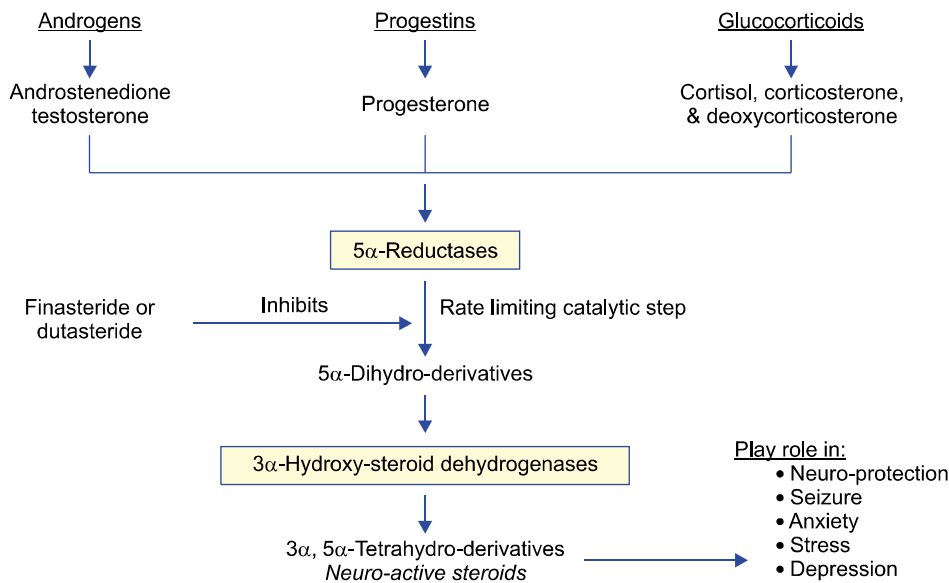 Androgens
Progestins
Glucocorticoids
Androstenedione
testosterone
Progesterone
Cortisol, corticosterone,
& deoxycorticosterone
5α-Reductases
Finasteride or
dutasteride
Inhibits
Rate limiting catalytic step
5α-Dihydro-derivatives
3α-Hydroxy-steroid dehydrogenases
3α, 5α-Tetrahydro-derivatives
Neuro-active steroids
Play role in:
• Neuro-protection
• Seizure
• Anxiety
• Stress
• Depression